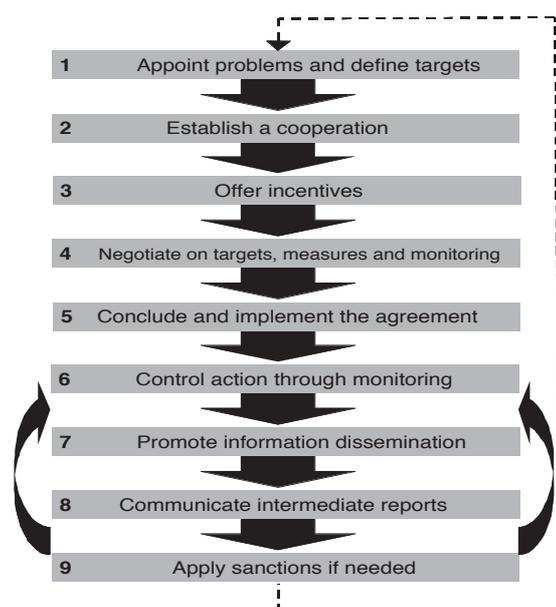 1 Appoint problems and define targets
2 Establish a cooperation
3 Offer incentives
4 Negotiate on targets, measures and monitoring
5 Conclude and implement the agreement
6 Control action through monitoring
7 Promote information dissemination
8 Communicate intermediate reports
9 Apply sanctions if needed